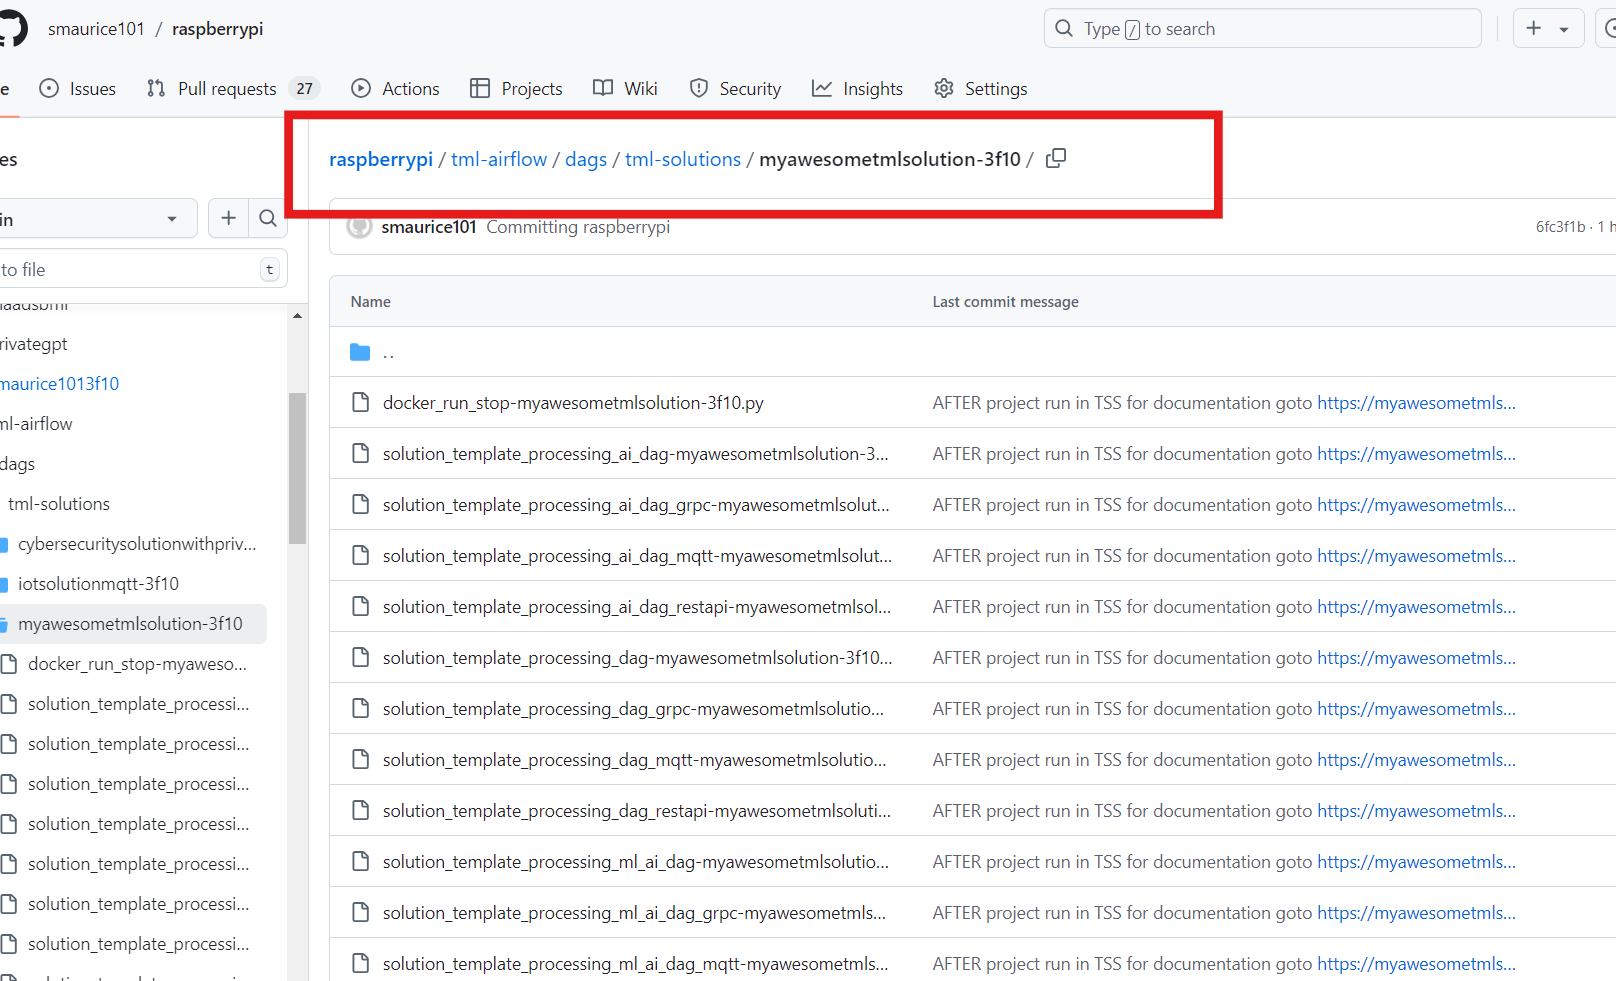 smaurice101 / raspberrypi
Type / to search
e Issues Pull requests 27 Actions Projects Wiki Security Insights Settings
es
in
to file t
rivategpt
maurice1013f10
ml-airflow
dags
tml-solutions
cybersecuritysolutionwithpriv...
iotsolutionmqtt-3f10
myawesometmlsolution-3f10
docker_run_stop-myaweso...
solution_template_processi...
solution_template_processi...
solution_template_processi...
solution_template_processi...
solution_template_processi...
solution_template_processi...
solution_template_processi...
raspberrypi / tml-airflow / dags / tml-solutions / myawesometmlsolution-3f10 /
smaurice101 Committing raspberrypi 6fc3f1b · 1 h
Name Last commit message
..
docker_run_stop-myawesometmlsolution-3f10.py AFTER project run in TSS for documentation goto https://myawesometmls...
solution_template_processing_ai_dag-myawesometmlsolution-3... AFTER project run in TSS for documentation goto https://myawesometmls...
solution_template_processing_ai_dag_grpc-myawesometmlsolut... AFTER project run in TSS for documentation goto https://myawesometmls...
solution_template_processing_ai_dag_mqtt-myawesometmlsolut... AFTER project run in TSS for documentation goto https://myawesometmls...
solution_template_processing_ai_dag_restapi-myawesometmlsol... AFTER project run in TSS for documentation goto https://myawesometmls...
solution_template_processing_dag-myawesometmlsolution-3f10... AFTER project run in TSS for documentation goto https://myawesometmls...
solution_template_processing_dag_grpc-myawesometmlsolutio... AFTER project run in TSS for documentation goto https://myawesometmls...
solution_template_processing_dag_mqtt-myawesometmlsolutio... AFTER project run in TSS for documentation goto https://myawesometmls...
solution_template_processing_dag_restapi-myawesometmlsoluti... AFTER project run in TSS for documentation goto https://myawesometmls...
solution_template_processing_ml_ai_dag-myawesometmlsolutio... AFTER project run in TSS for documentation goto https://myawesometmls...
solution_template_processing_ml_ai_dag_grpc-myawesometmls... AFTER project run in TSS for documentation goto https://myawesometmls...
solution_template_processing_ml_ai_dag_mqtt-myawesometmls... AFTER project run in TSS for documentation goto https://myawesometmls...